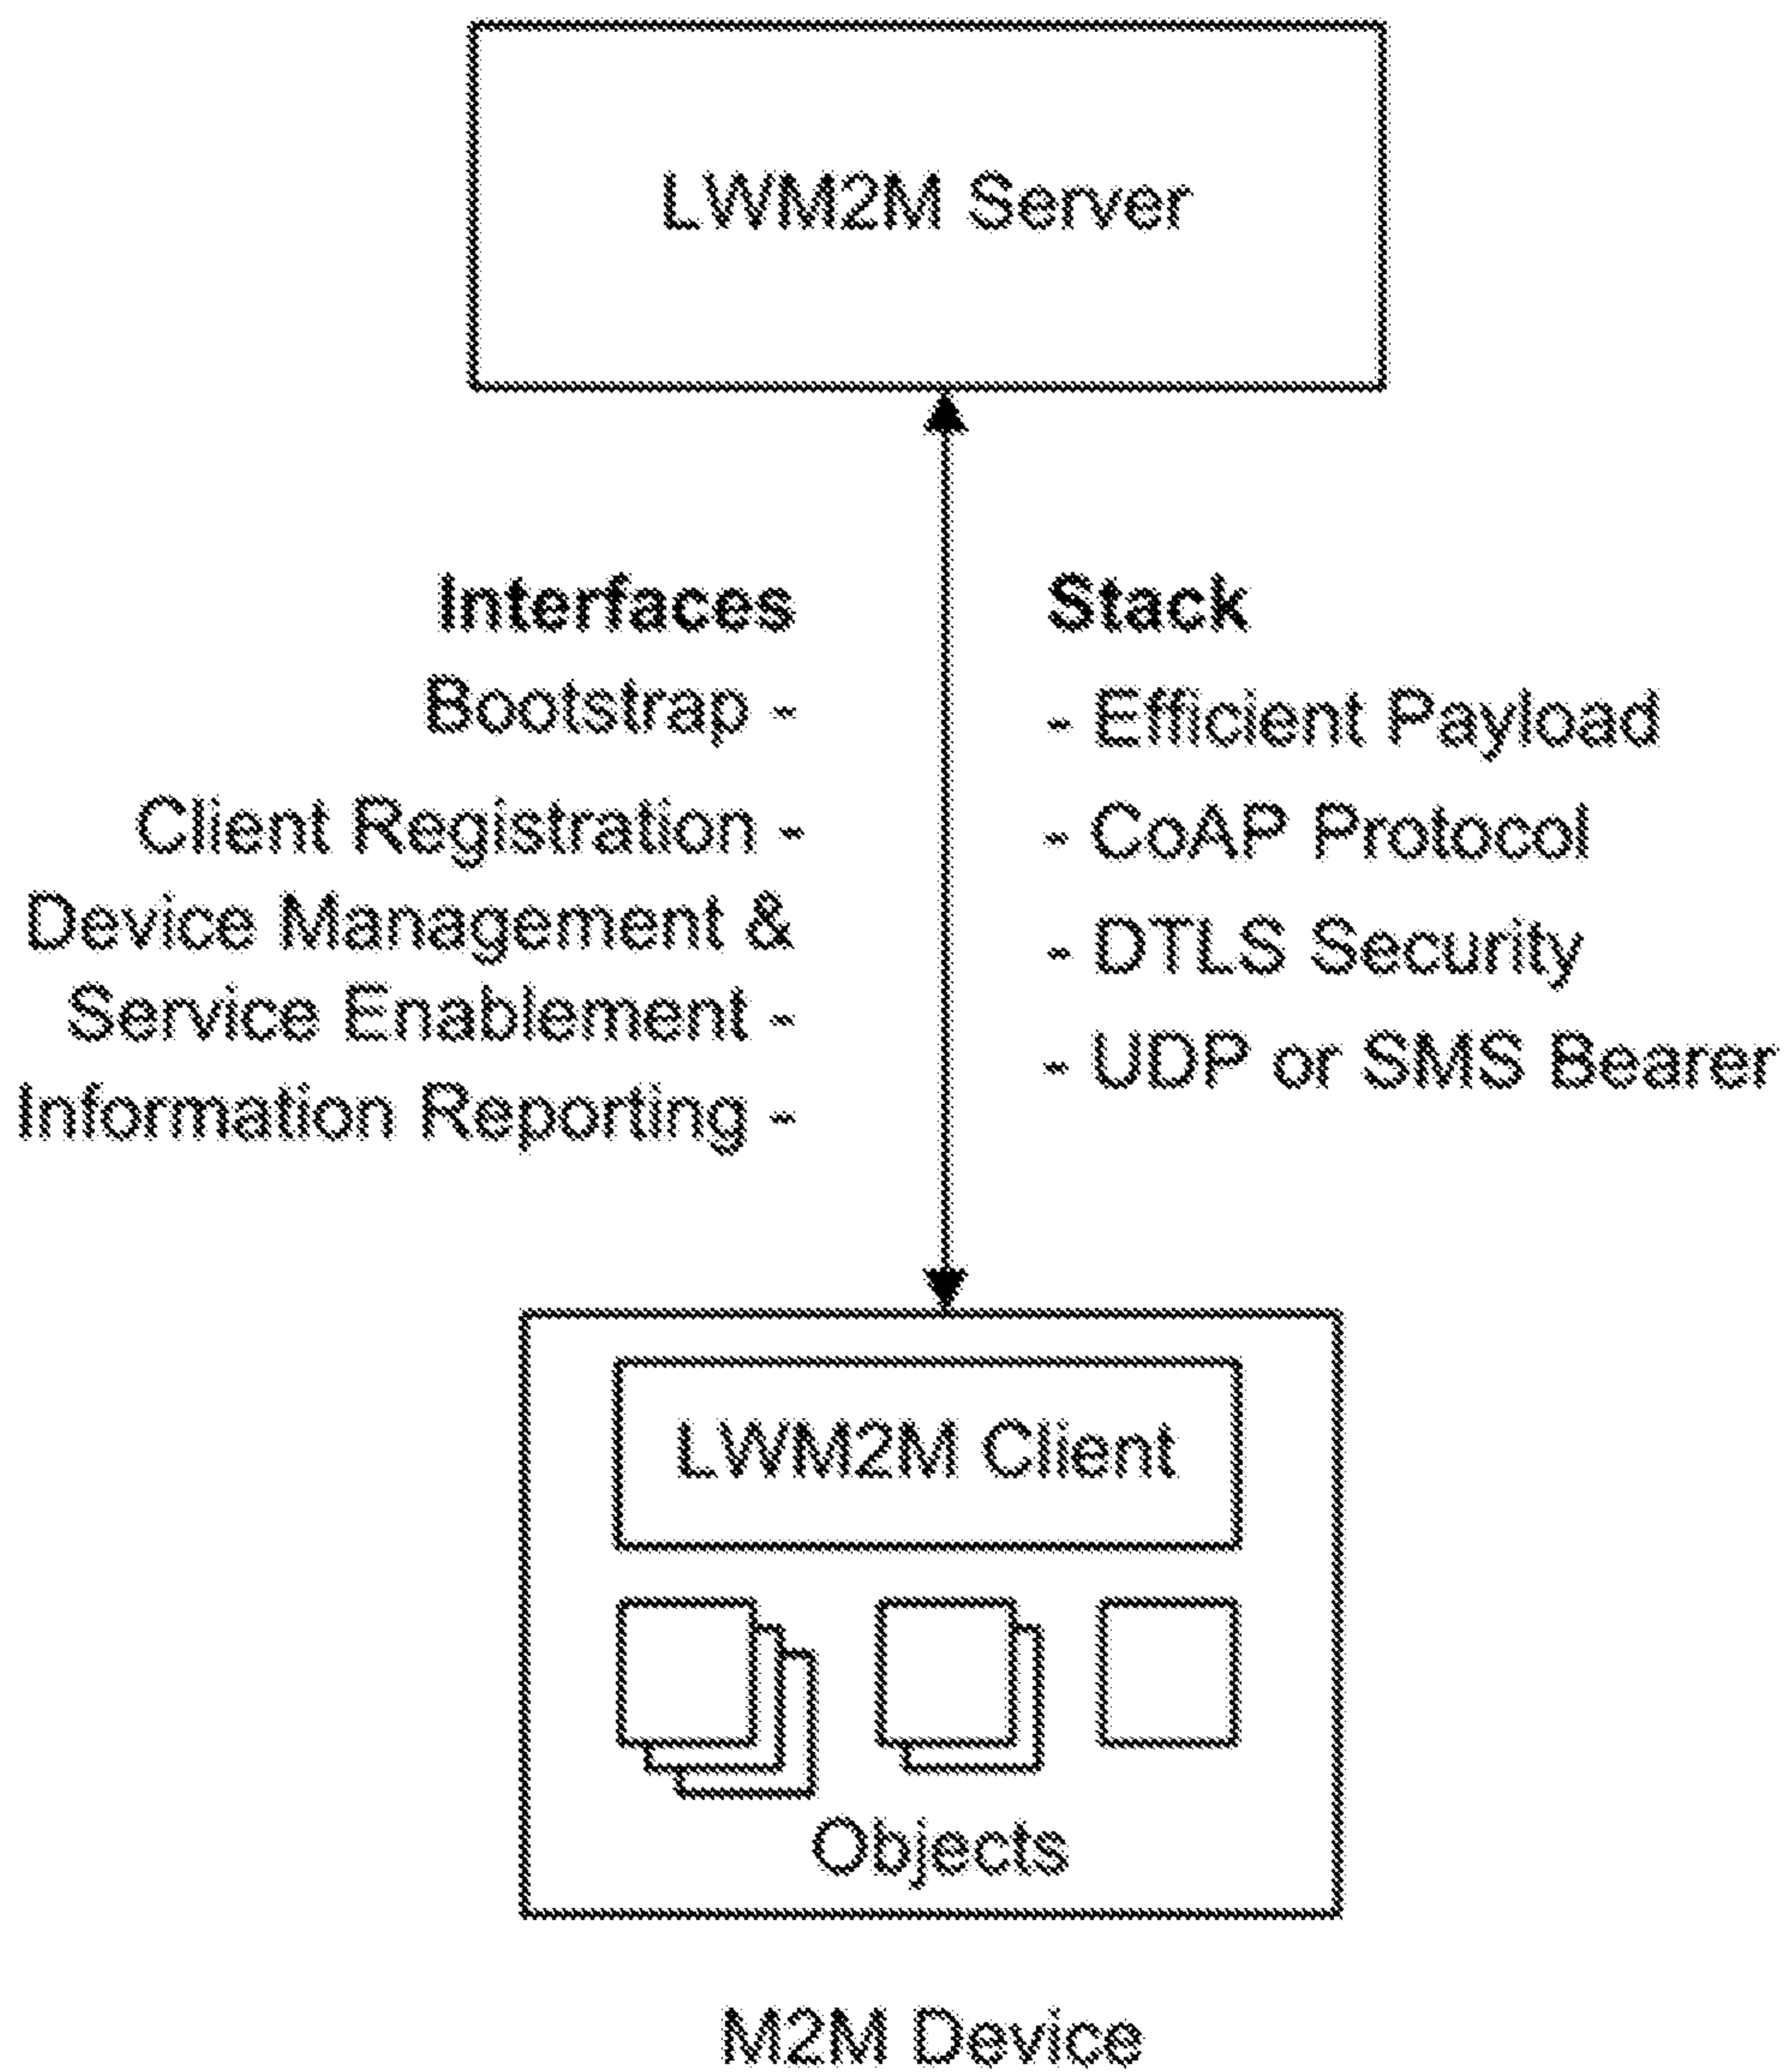 LWM2M Server
Interfaces
Bootstrap -
Client Registration -
Device Management &
Service Enablement -
Information Reporting -
Stack
- Efficient Payload
- CoAP Protocol
- DTLS Security
- UDP or SMS Bearer
LWM2M Client
Objects
M2M Device